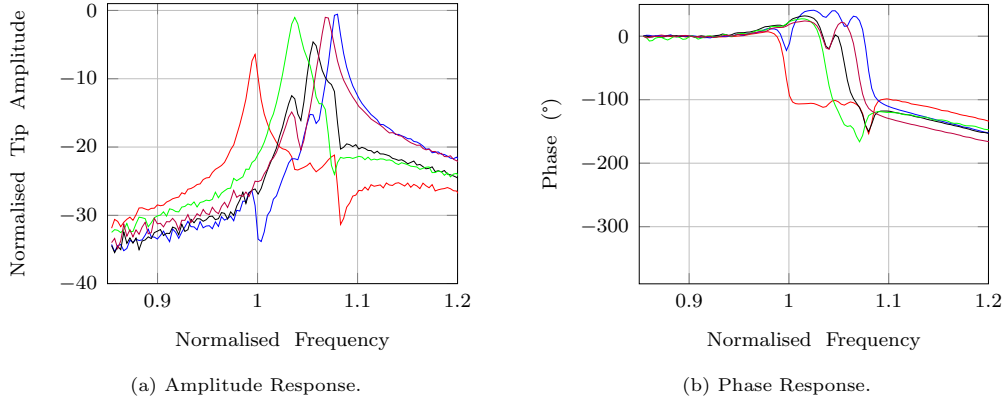 Normalised Tip Amplitude
0
−10
−20
−30
−40
0.9 1 1.1 1.2
Normalised Frequency
(a) Amplitude Response.
Phase (°)
0
−100
−200
−300
0.9 1 1.1 1.2
Normalised Frequency
(b) Phase Response.